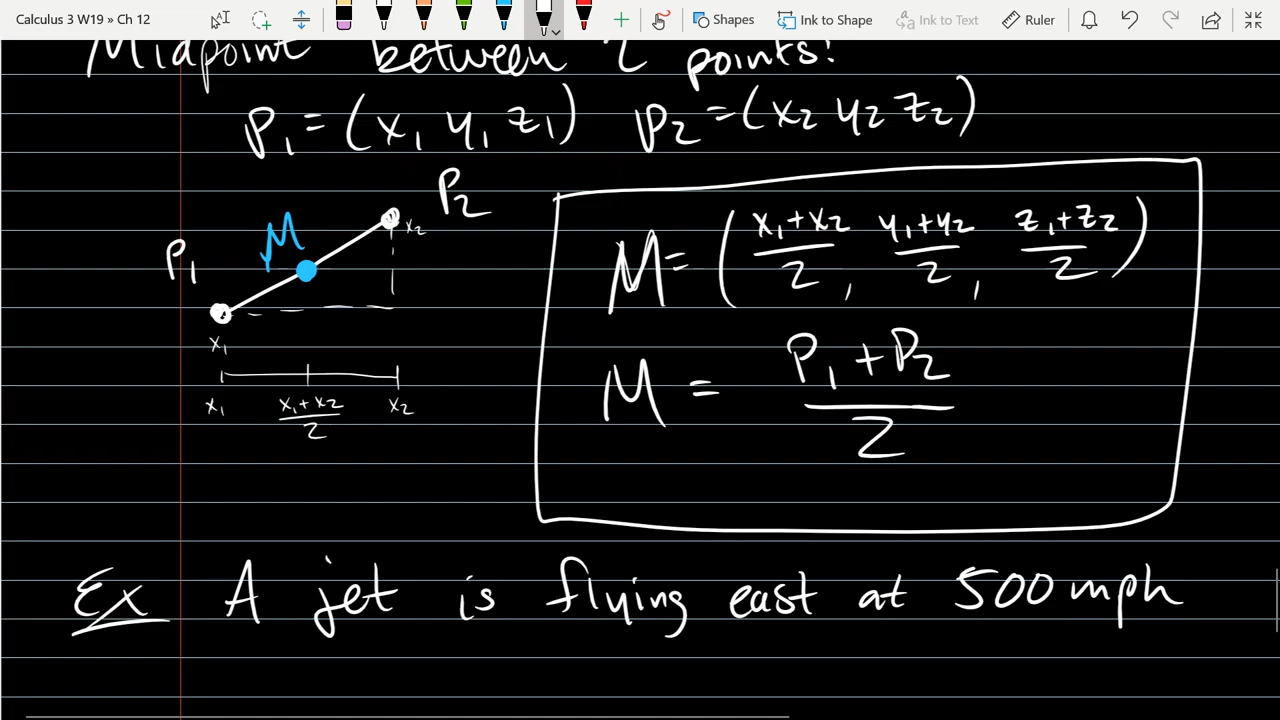 Calculus 3 W19 » Ch 12
Shapes Ink to Shape Ink to Text Ruler
Midpoint between 2 points:
P₁ = (x₁ y₁ z₁) P₂ = (x₂ y₂ z₂)
P₂
M
P₁
x₂
x₁
x₁ (x₁+x₂)/2 x₂
M = ((x₁+x₂)/2, (y₁+y₂)/2, (z₁+z₂)/2)
M = (P₁+P₂)/2
Ex A jet is flying east at 500 mph